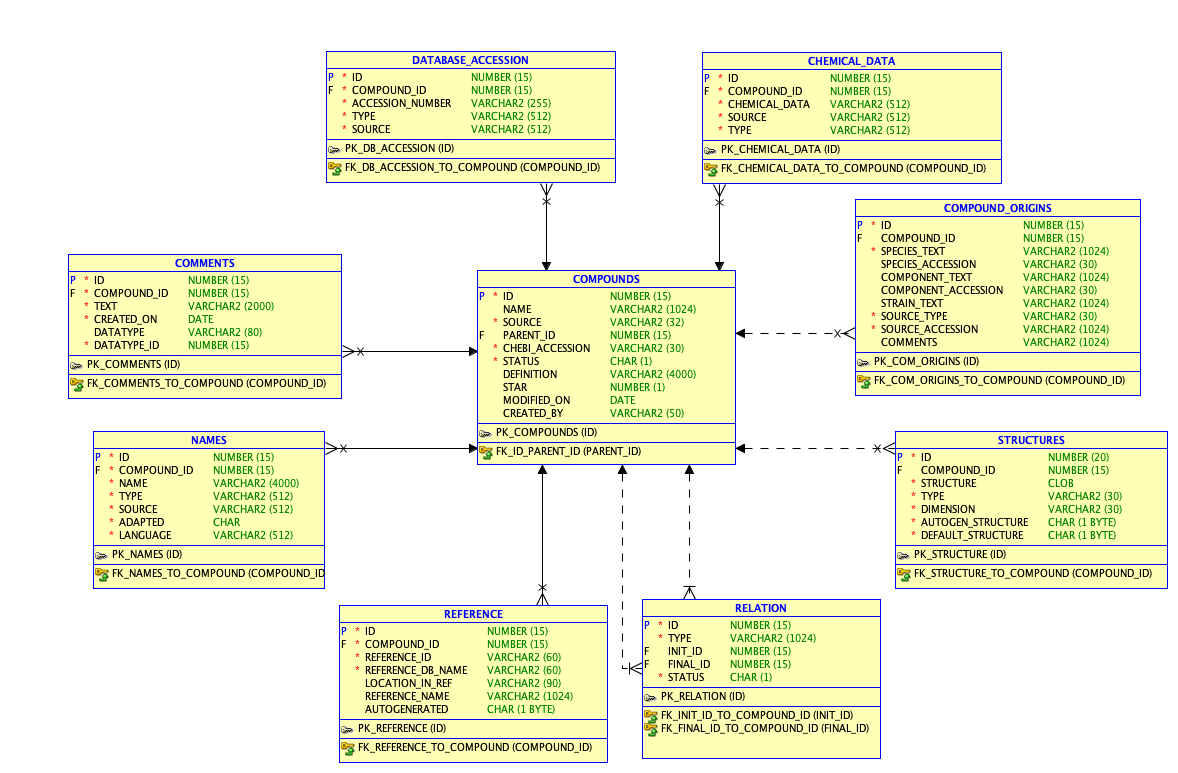 DATABASE_ACCESSION
P * ID NUMBER (15)
F * COMPOUND_ID NUMBER (15)
* ACCESSION_NUMBER VARCHAR2 (255)
* TYPE VARCHAR2 (512)
* SOURCE VARCHAR2 (512)
PK_DB_ACCESSION (ID)
FK_DB_ACCESSION_TO_COMPOUND (COMPOUND_ID)
CHEMICAL_DATA
P * ID NUMBER (15)
F * COMPOUND_ID NUMBER (15)
* CHEMICAL_DATA VARCHAR2 (512)
* SOURCE VARCHAR2 (512)
* TYPE VARCHAR2 (512)
PK_CHEMICAL_DATA (ID)
FK_CHEMICAL_DATA_TO_COMPOUND (COMPOUND_ID)
COMPOUND_ORIGINS
P * ID NUMBER (15)
F COMPOUND_ID NUMBER (15)
* SPECIES_TEXT VARCHAR2 (1024)
SPECIES_ACCESSION VARCHAR2 (30)
COMPONENT_TEXT VARCHAR2 (1024)
COMPONENT_ACCESSION VARCHAR2 (30)
STRAIN_TEXT VARCHAR2 (1024)
* SOURCE_TYPE VARCHAR2 (30)
* SOURCE_ACCESSION VARCHAR2 (1024)
COMMENTS VARCHAR2 (1024)
PK_COM_ORIGINS (ID)
FK_COM_ORIGINS_TO_COMPOUND (COMPOUND_ID)
COMMENTS
P * ID NUMBER (15)
F * COMPOUND_ID NUMBER (15)
* TEXT VARCHAR2 (2000)
* CREATED_ON DATE
DATATYPE VARCHAR2 (80)
* DATATYPE_ID NUMBER (15)
PK_COMMENTS (ID)
FK_COMMENTS_TO_COMPOUND (COMPOUND_ID)
COMPOUNDS
P * ID NUMBER (15)
NAME VARCHAR2 (1024)
* SOURCE VARCHAR2 (32)
F PARENT_ID NUMBER (15)
* CHEBI_ACCESSION VARCHAR2 (30)
* STATUS CHAR (1)
DEFINITION VARCHAR2 (4000)
STAR NUMBER (1)
MODIFIED_ON DATE
CREATED_BY VARCHAR2 (50)
PK_COMPOUNDS (ID)
FK_ID_PARENT_ID (PARENT_ID)
NAMES
P * ID NUMBER (15)
F * COMPOUND_ID NUMBER (15)
* NAME VARCHAR2 (4000)
* TYPE VARCHAR2 (512)
* SOURCE VARCHAR2 (512)
* ADAPTED CHAR
* LANGUAGE VARCHAR2 (512)
PK_NAMES (ID)
FK_NAMES_TO_COMPOUND (COMPOUND_ID
STRUCTURES
P * ID NUMBER (20)
F COMPOUND_ID NUMBER (15)
* STRUCTURE CLOB
* TYPE VARCHAR2 (30)
* DIMENSION VARCHAR2 (30)
* AUTOGEN_STRUCTURE CHAR (1 BYTE)
* DEFAULT_STRUCTURE CHAR (1 BYTE)
PK_STRUCTURE (ID)
FK_STRUCTURE_TO_COMPOUND (COMPOUND_ID)
REFERENCE
P * ID NUMBER (15)
F * COMPOUND_ID NUMBER (15)
* REFERENCE_ID VARCHAR2 (60)
* REFERENCE_DB_NAME VARCHAR2 (60)
LOCATION_IN_REF VARCHAR2 (90)
REFERENCE_NAME VARCHAR2 (1024)
AUTOGENERATED CHAR (1 BYTE)
PK_REFERENCE (ID)
FK_REFERENCE_TO_COMPOUND (COMPOUND_ID)
RELATION
P * ID NUMBER (15)
* TYPE VARCHAR2 (1024)
F INIT_ID NUMBER (15)
F FINAL_ID NUMBER (15)
* STATUS CHAR (1)
PK_RELATION (ID)
FK_INIT_ID_TO_COMPOUND_ID (INIT_ID)
FK_FINAL_ID_TO_COMPOUND_ID (FINAL_ID)